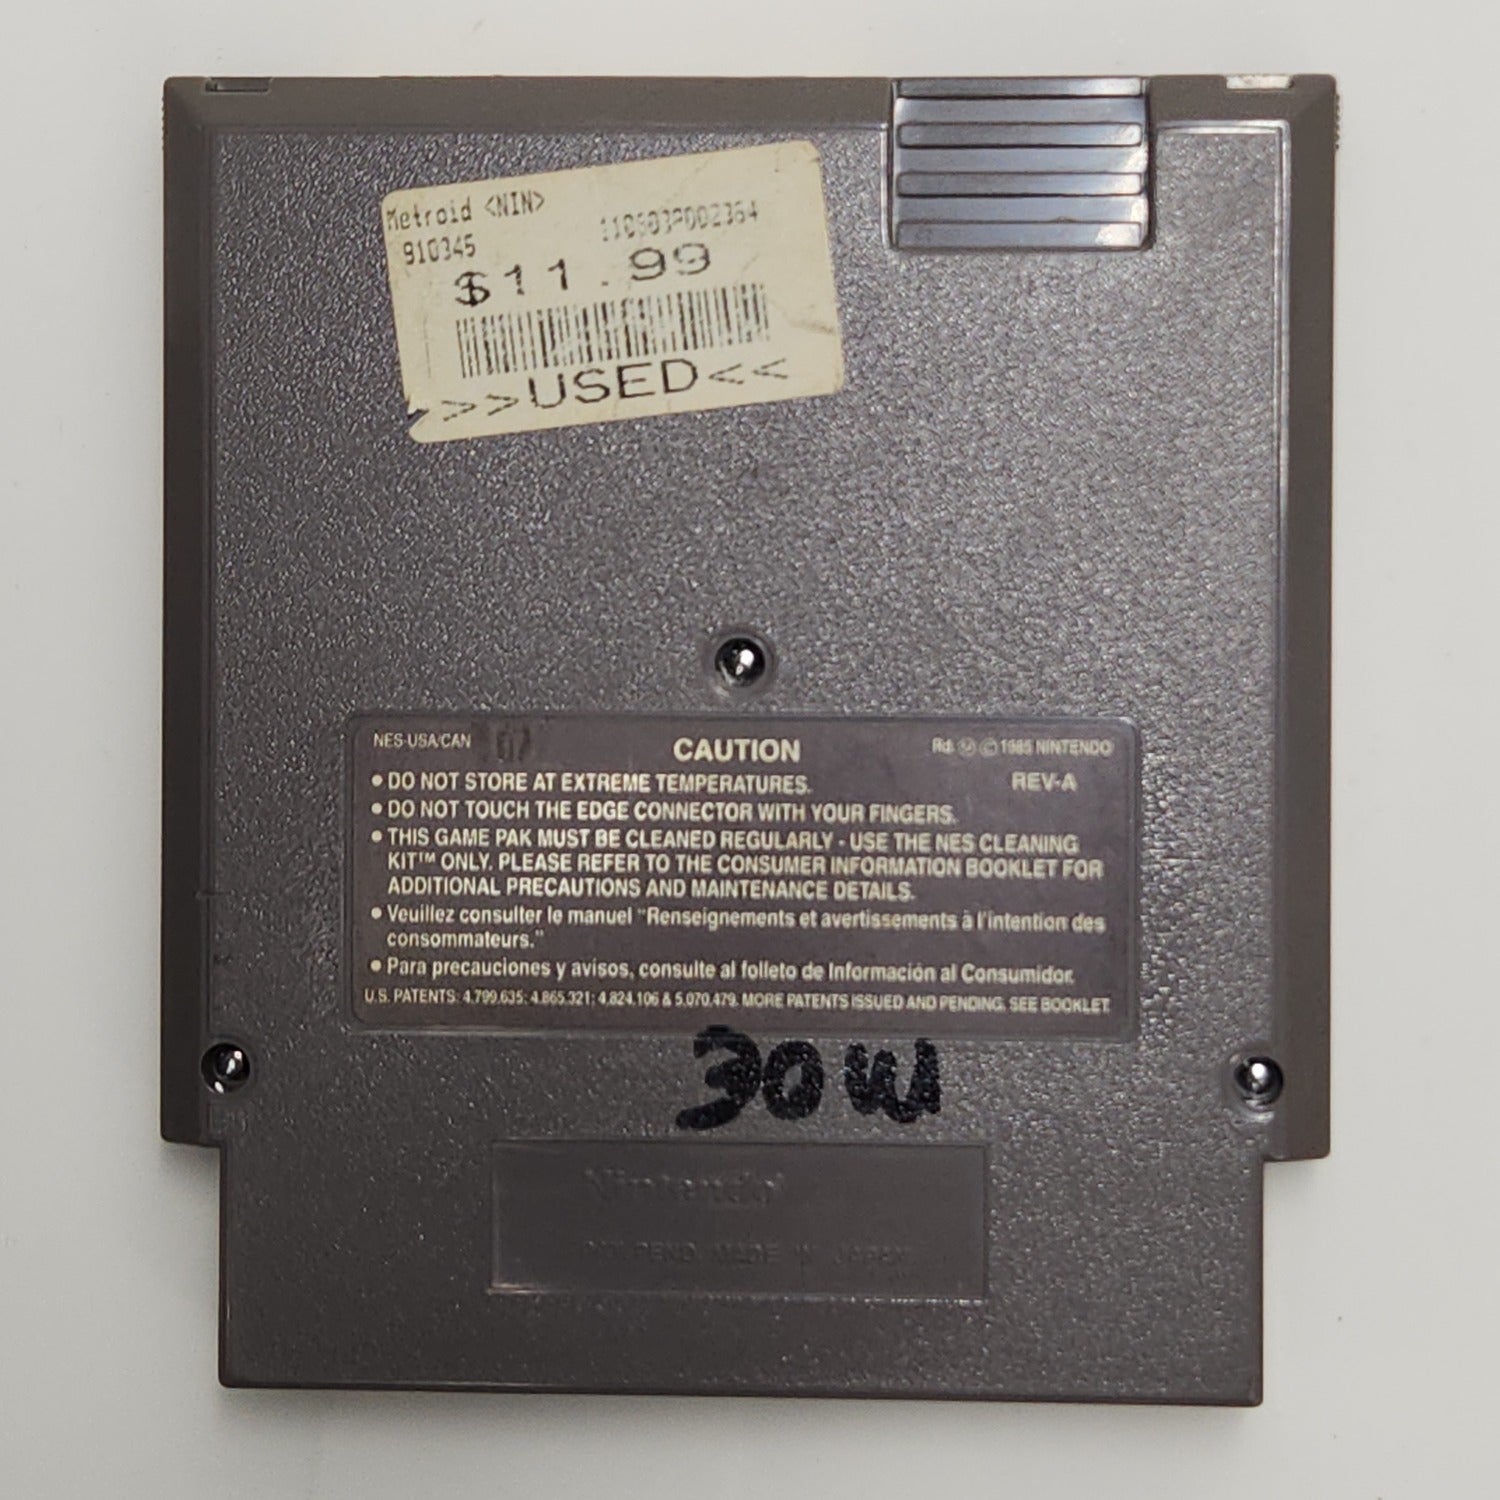 Metroid <NIN>
910345
$11.99
>>USED<<
NES-USA/CAN
CAUTION
Rd. Ⓜ © 1985 NINTENDO
REV-A
• DO NOT STORE AT EXTREME TEMPERATURES.
• DO NOT TOUCH THE EDGE CONNECTOR WITH YOUR FINGERS.
• THIS GAME PAK MUST BE CLEANED REGULARLY - USE THE NES CLEANING
KIT™ ONLY. PLEASE REFER TO THE CONSUMER INFORMATION BOOKLET FOR
ADDITIONAL PRECAUTIONS AND MAINTENANCE DETAILS.
• Veuillez consulter le manuel "Renseignements et avertissements à l'intention des
consommateurs."
• Para precauciones y avisos, consulte al folleto de Información al Consumidor.
U.S. PATENTS: 4,799,635; 4,865,321; 4,824,106 & 5,070,479. MORE PATENTS ISSUED AND PENDING. SEE BOOKLET
30W
Nintendo
PEND. MADE IN JAPAN